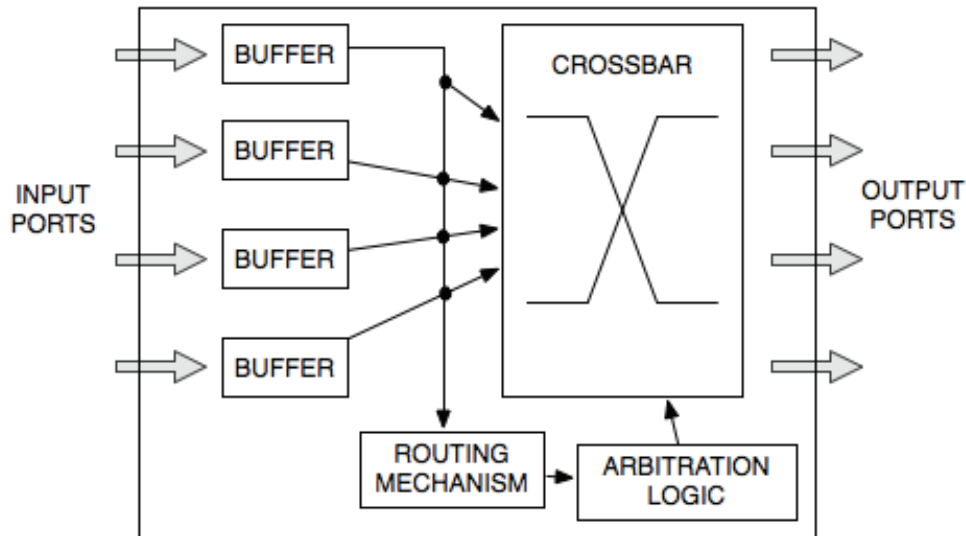 BUFFER
CROSSBAR
BUFFER
INPUT
PORTS
OUTPUT
PORTS
BUFFER
BUFFER
ROUTING
MECHANISM
ARBITRATION
LOGIC